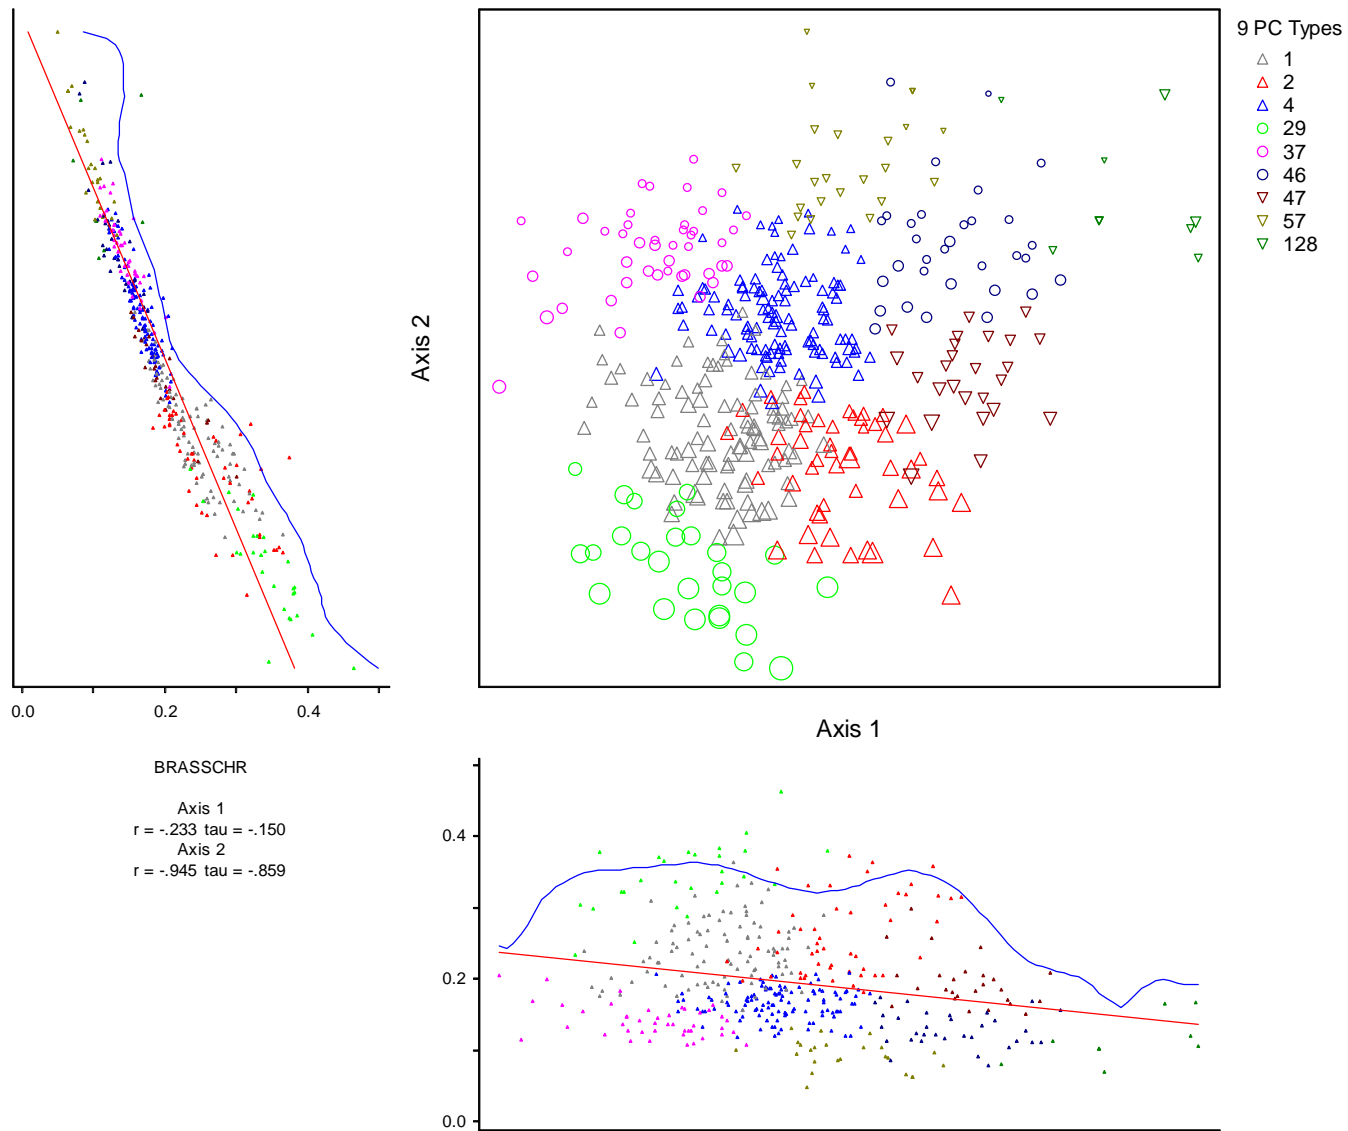 9 PC Types
1
2
4
29
37
46
47
57
128
Axis 2
0.0 0.2 0.4
Axis 1
BRASSCHR
Axis 1
r = -.233 tau = -.150
Axis 2
r = -.945 tau = -.859
0.4
0.2
0.0